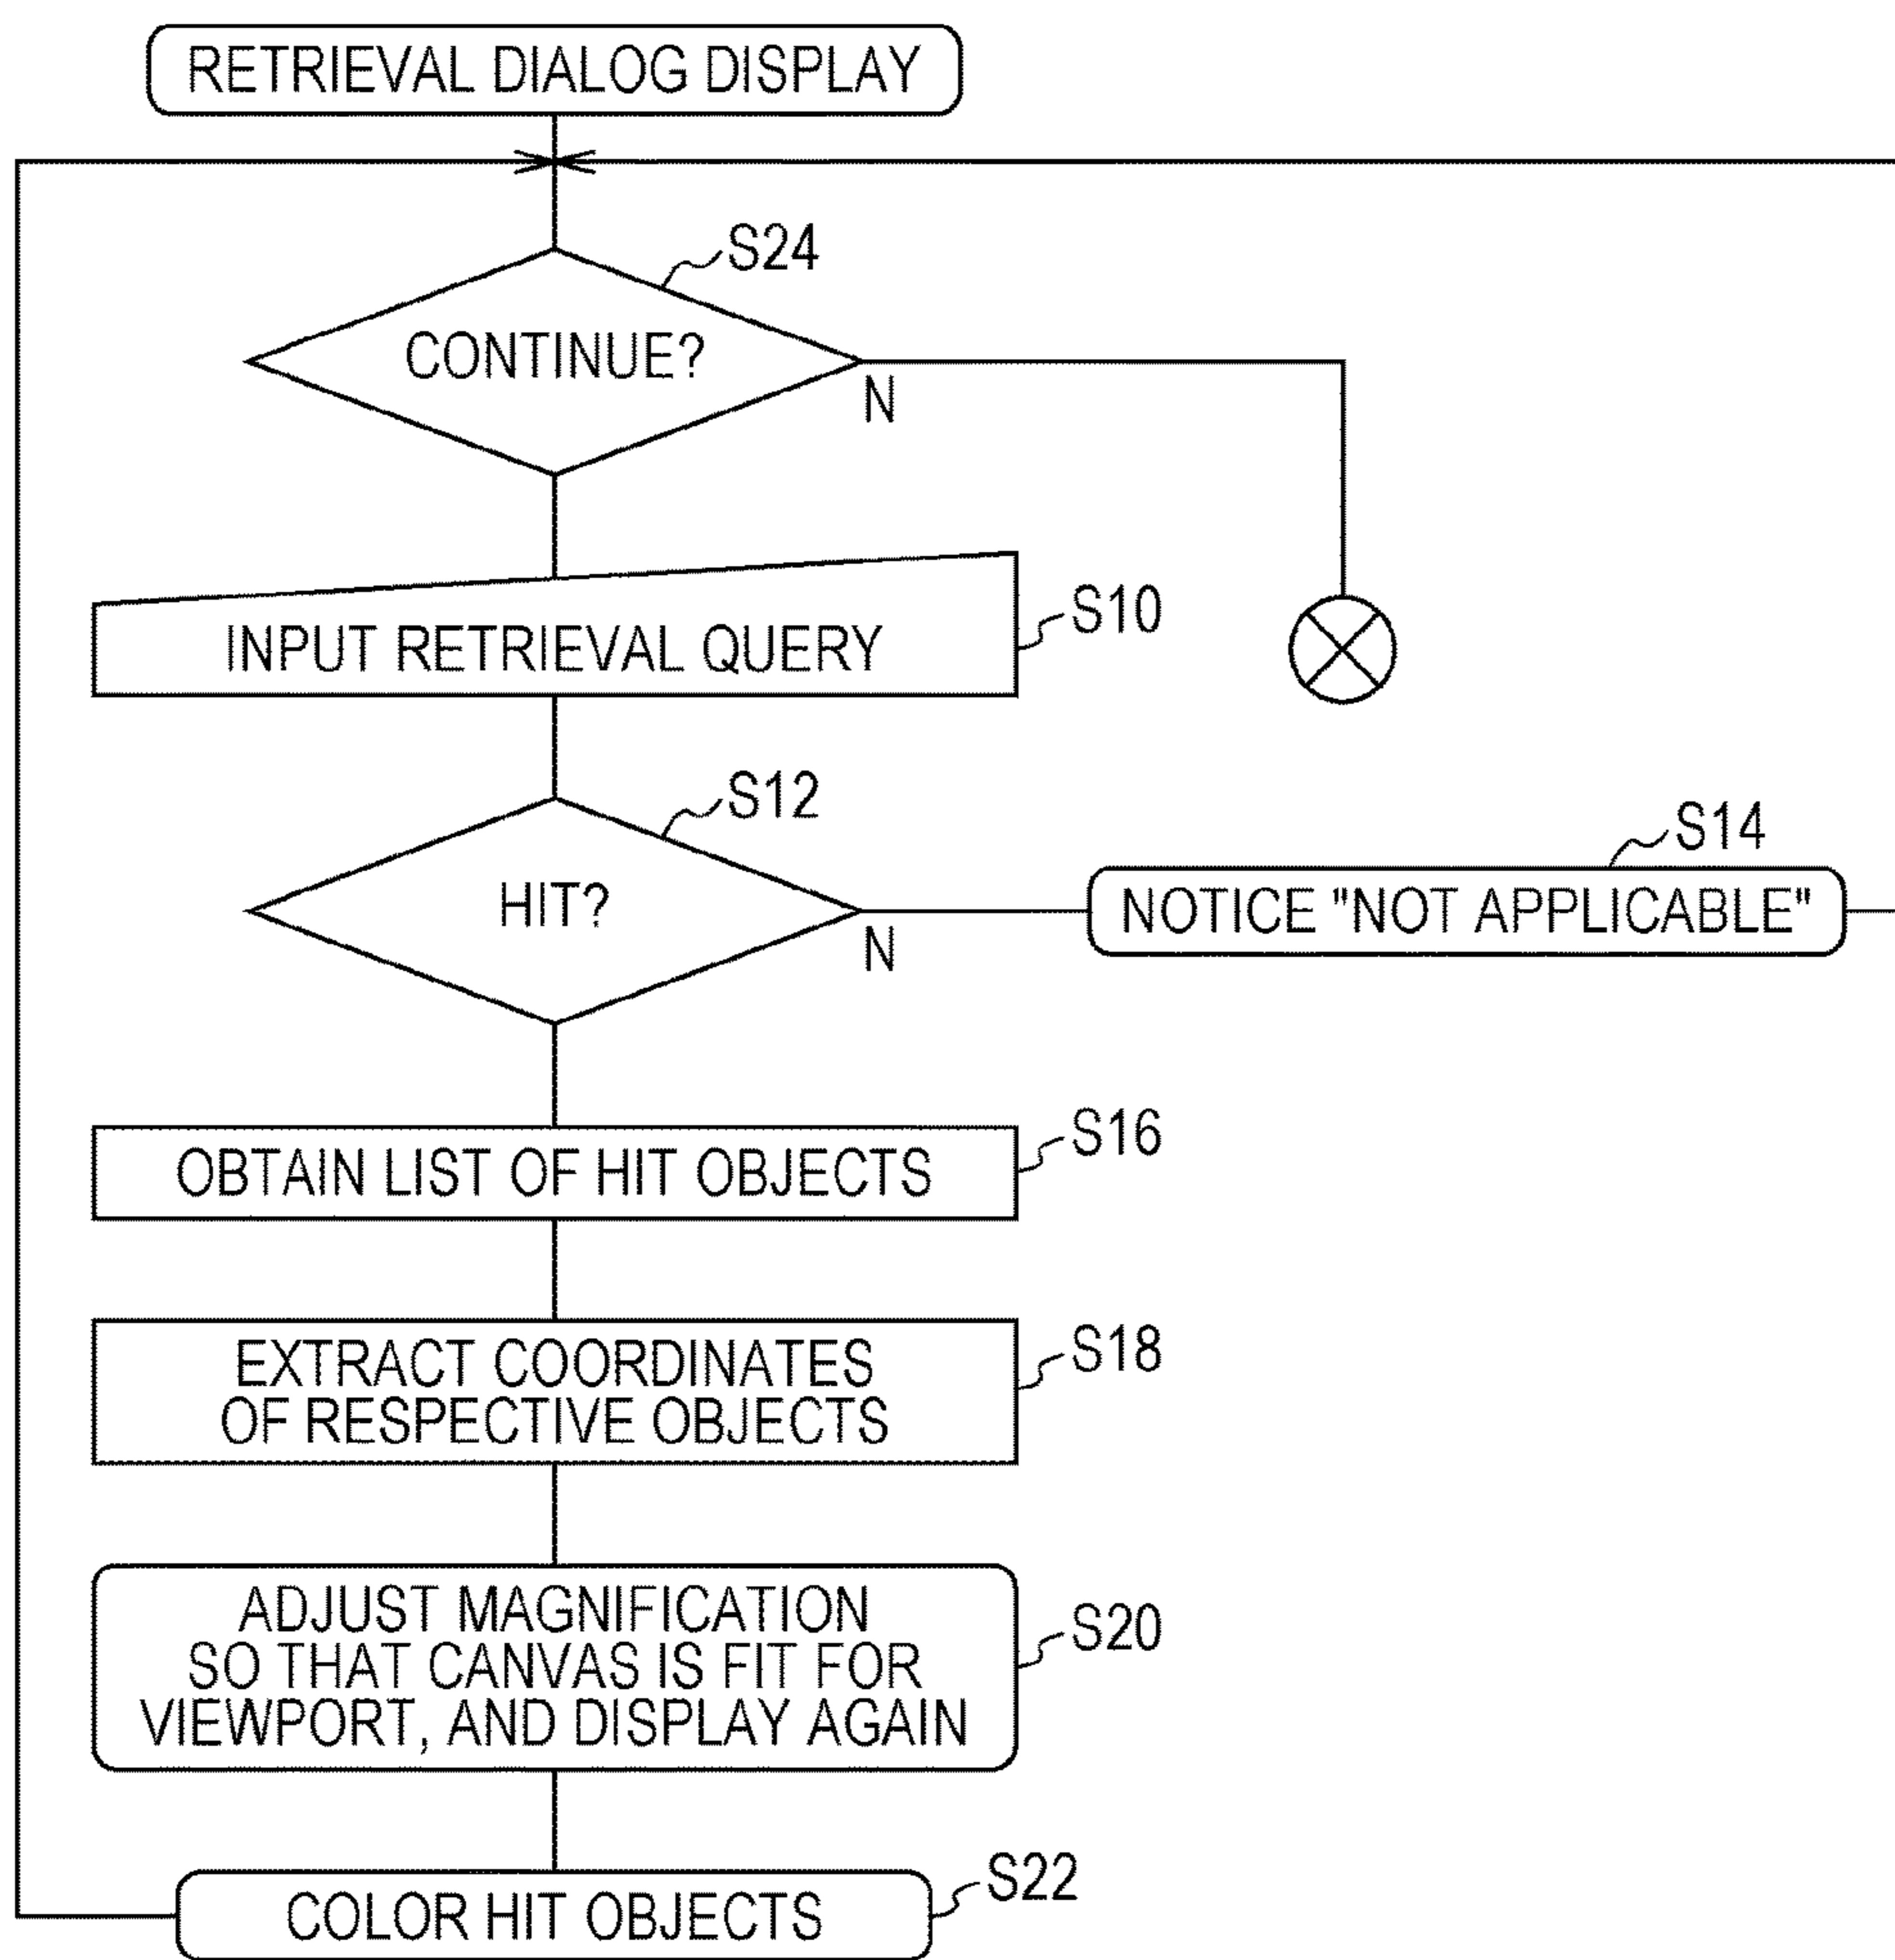 RETRIEVAL DIALOG DISPLAY
S24
CONTINUE?
N
S10
INPUT RETRIEVAL QUERY
S12
HIT?
N
S14
NOTICE "NOT APPLICABLE"
S16
OBTAIN LIST OF HIT OBJECTS
S18
EXTRACT COORDINATES
OF RESPECTIVE OBJECTS
S20
ADJUST MAGNIFICATION
SO THAT CANVAS IS FIT FOR
VIEWPORT, AND DISPLAY AGAIN
S22
COLOR HIT OBJECTS